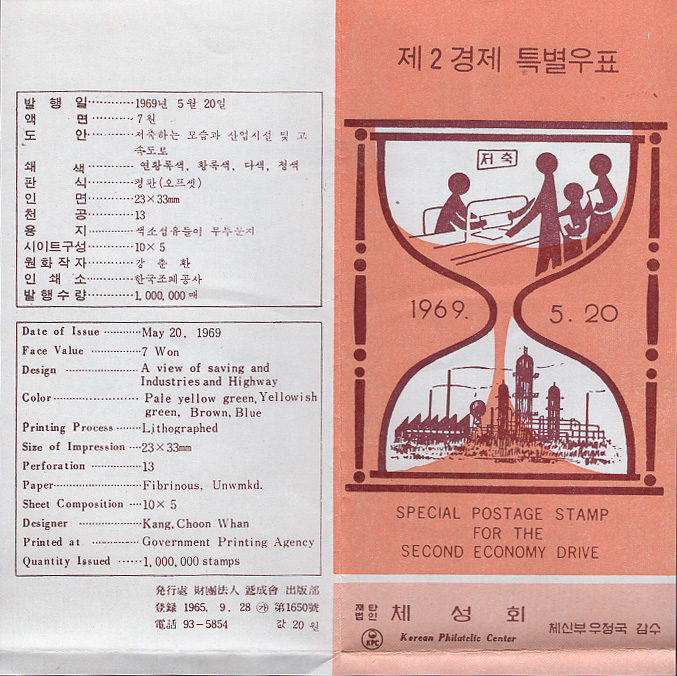 발행일 1969년 5월 20일
액면 7원
도안 저축하는 모습과 산업시설 및 고
속도로
쇄색 연황록색, 황록색, 다색, 청색
판식 평판(오프셋)
인면 23×33mm
천공 13
용지 색소섬유들이 무투문지
시이트구성 10×5
원화작자 강춘환
인쇄소 한국조폐공사
발행수량 1,000,000매
Date of Issue May 20, 1969
Face Value 7 Won
Design A view of saving and
Industries and Highway
Color Pale yellow green, Yellowish
green, Brown, Blue
Printing Process Lithographed
Size of Impression 23×33mm
Perforation 13
Paper Fibrinous, Unwmkd.
Sheet Composition 10×5
Designer Kang, Choon Whan
Printed at Government Printing Agency
Quantity Issued 1,000,000 stamps
發行處 財團法人 遞成會 出版部
登録 1965. 9. 28 ㉮ 第1650號
電話 93-5854 값 20원
제2경제 특별우표
저축
1969. 5. 20
SPECIAL POSTAGE STAMP
FOR THE
SECOND ECONOMY DRIVE
재단법인 체성회
KPC Korean Philatelic Center
체신부우정국 감수